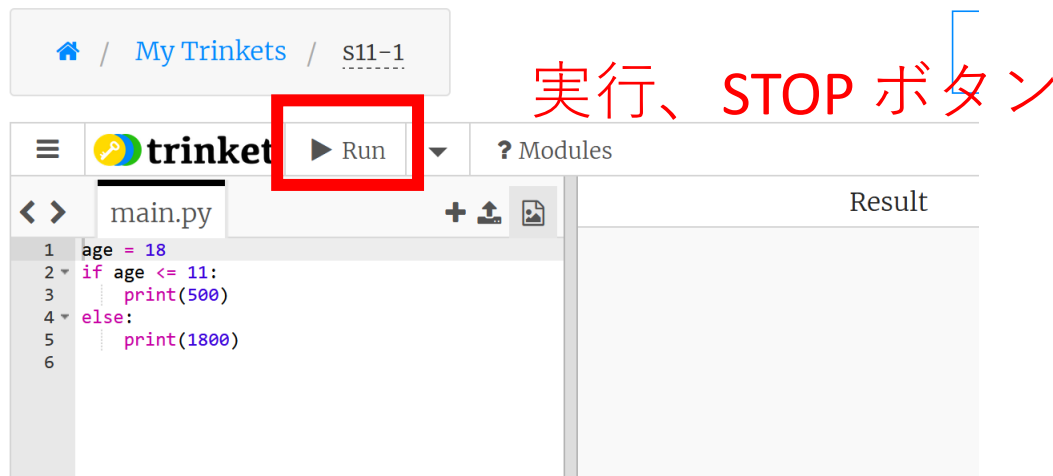 / My Trinkets / s11-1
実行、STOP ボタン
trinket Run ? Modules
main.py
Result
1 age = 18
2 if age <= 11:
3 print(500)
4 else:
5 print(1800)
6